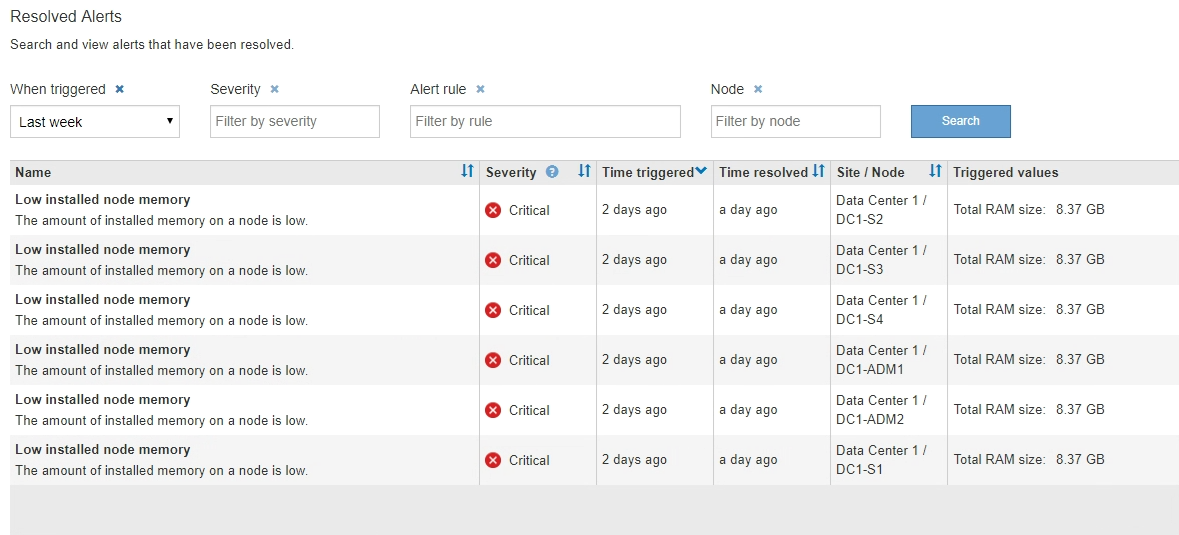 Resolved Alerts
Search and view alerts that have been resolved.
When triggered × Severity × Alert rule × Node ×
Last week Filter by severity Filter by rule Filter by node Search
Name Severity ? Time triggered Time resolved Site / Node Triggered values
Low installed node memory
The amount of installed memory on a node is low.
Critical 2 days ago a day ago
Data Center 1 /
DC1-S2
Total RAM size: 8.37 GB
Low installed node memory
The amount of installed memory on a node is low.
Critical 2 days ago a day ago
Data Center 1 /
DC1-S3
Total RAM size: 8.37 GB
Low installed node memory
The amount of installed memory on a node is low.
Critical 2 days ago a day ago
Data Center 1 /
DC1-S4
Total RAM size: 8.37 GB
Low installed node memory
The amount of installed memory on a node is low.
Critical 2 days ago a day ago
Data Center 1 /
DC1-ADM1
Total RAM size: 8.37 GB
Low installed node memory
The amount of installed memory on a node is low.
Critical 2 days ago a day ago
Data Center 1 /
DC1-ADM2
Total RAM size: 8.37 GB
Low installed node memory
The amount of installed memory on a node is low.
Critical 2 days ago a day ago
Data Center 1 /
DC1-S1
Total RAM size: 8.37 GB